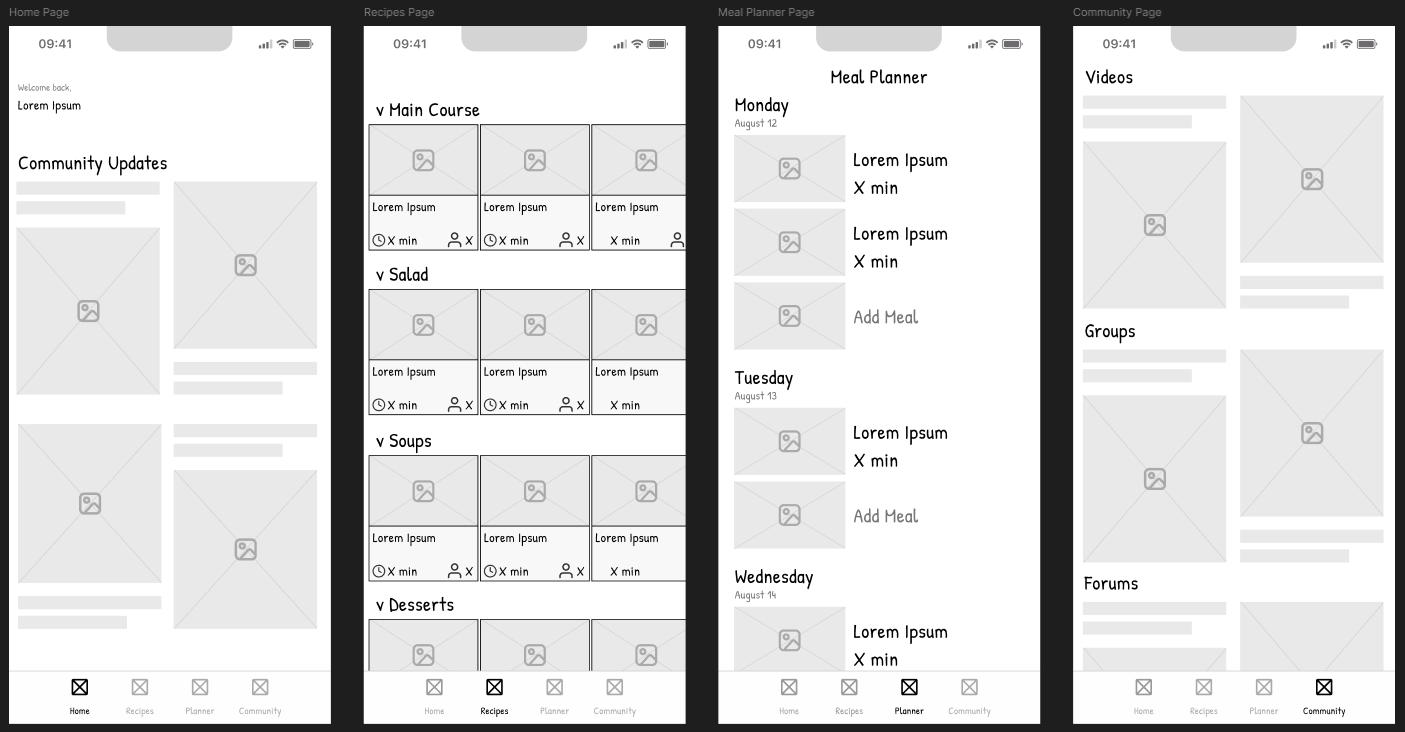 Home Page
09:41
Welcome back,
Lorem Ipsum
Community Updates
Home Recipes Planner Community
Recipes Page
09:41
v Main Course
Lorem Ipsum Lorem Ipsum Lorem Ipsum
X min X X min X X min
v Salad
Lorem Ipsum Lorem Ipsum Lorem Ipsum
X min X X min X X min
v Soups
Lorem Ipsum Lorem Ipsum Lorem Ipsum
X min X X min X X min
v Desserts
Home Recipes Planner Community
Meal Planner Page
09:41
Meal Planner
Monday
August 12
Lorem Ipsum
X min
Lorem Ipsum
X min
Add Meal
Tuesday
August 13
Lorem Ipsum
X min
Add Meal
Wednesday
August 14
Lorem Ipsum
X min
Home Recipes Planner Community
Community Page
09:41
Videos
Groups
Forums
Home Recipes Planner Community